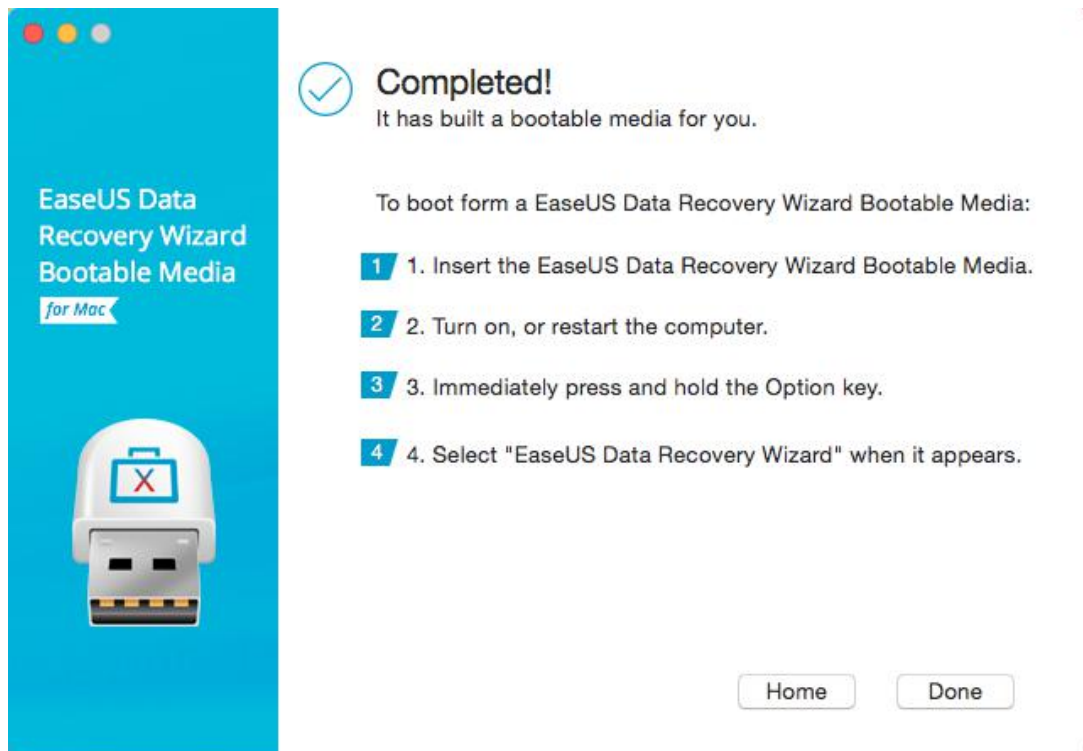 Completed!
It has built a bootable media for you.
EaseUS Data
Recovery Wizard
Bootable Media
for Mac
To boot form a EaseUS Data Recovery Wizard Bootable Media:
1 1. Insert the EaseUS Data Recovery Wizard Bootable Media.
2 2. Turn on, or restart the computer.
3 3. Immediately press and hold the Option key.
4 4. Select "EaseUS Data Recovery Wizard" when it appears.
X
Home Done